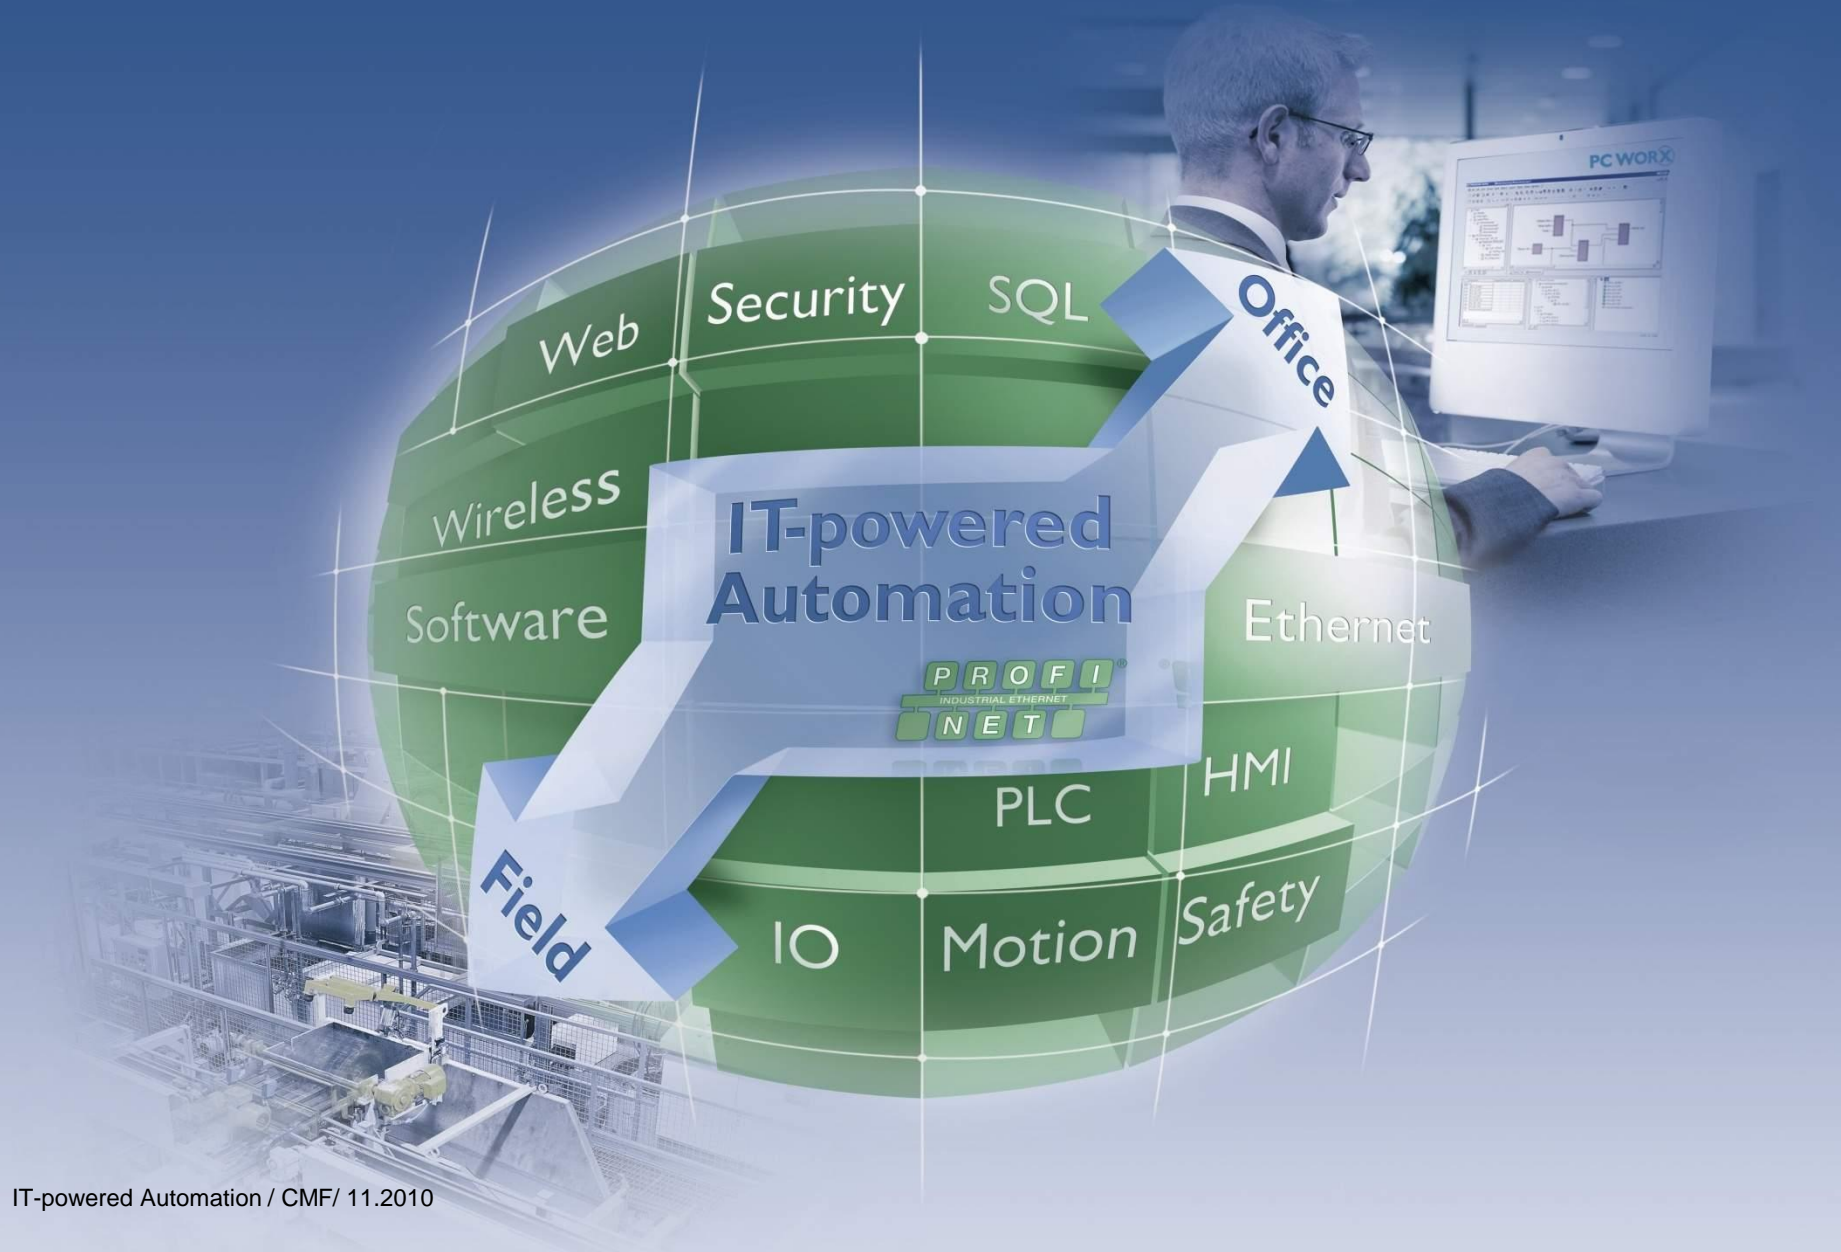 PC WORX
Office
Web
Security
SQL
Wireless
Software
IT-powered
Automation
PROFI®
INDUSTRIAL ETHERNET
NET
Ethernet
PLC
HMI
Field
IO
Motion
Safety
IT-powered Automation / CMF/ 11.2010